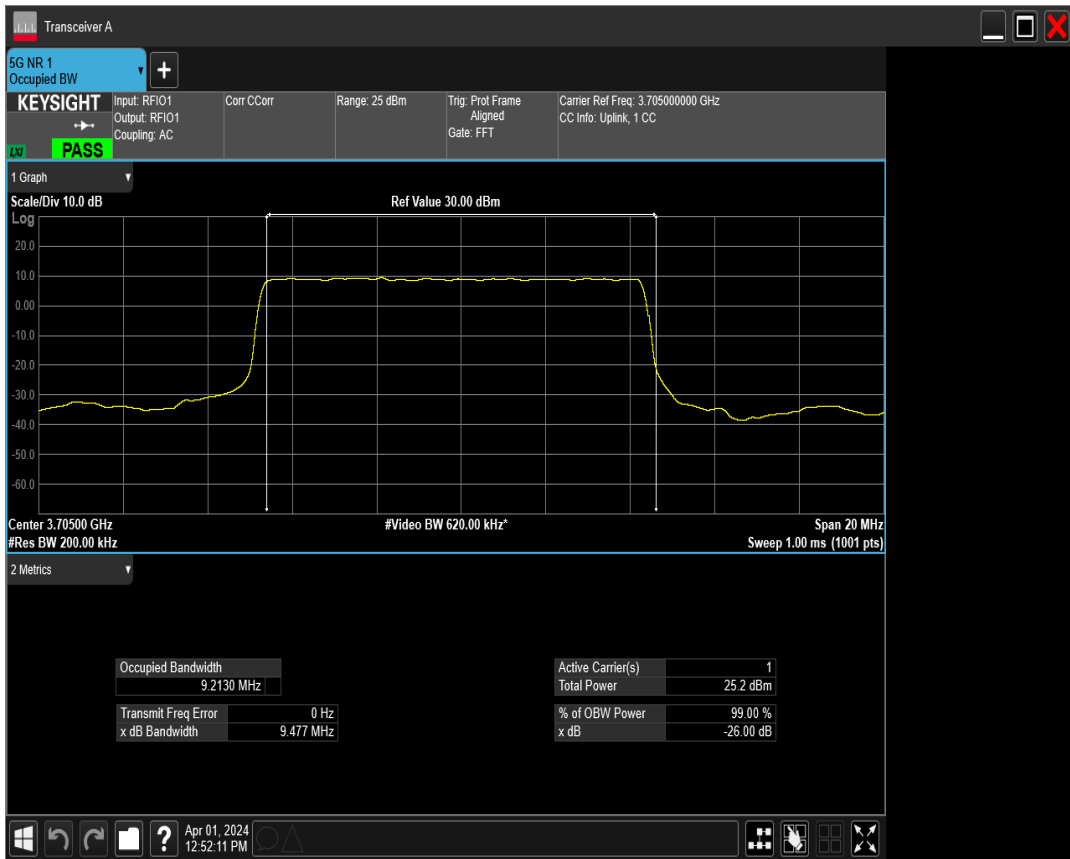 Transceiver A
5G NR 1
Occupied BW
+
KEYSIGHT
LXI
PASS
Input: RFIO1
Output: RFIO1
Coupling: AC
Corr CCorr
Range: 25 dBm
Trig: Prot Frame
Aligned
Gate: FFT
Carrier Ref Freq: 3.705000000 GHz
CC Info: Uplink, 1 CC
1 Graph
Scale/Div 10.0 dB
Ref Value 30.00 dBm
Log
20.0
10.0
0.00
-10.0
-20.0
-30.0
-40.0
-50.0
-60.0
Center 3.70500 GHz
#Video BW 620.00 kHz*
Span 20 MHz
#Res BW 200.00 kHz
Sweep 1.00 ms (1001 pts)
2 Metrics
Occupied Bandwidth
9.2130 MHz
Transmit Freq Error 0 Hz
x dB Bandwidth 9.477 MHz
Active Carrier(s) 1
Total Power 25.2 dBm
% of OBW Power 99.00 %
x dB -26.00 dB
?
Apr 01, 2024
12:52:11 PM